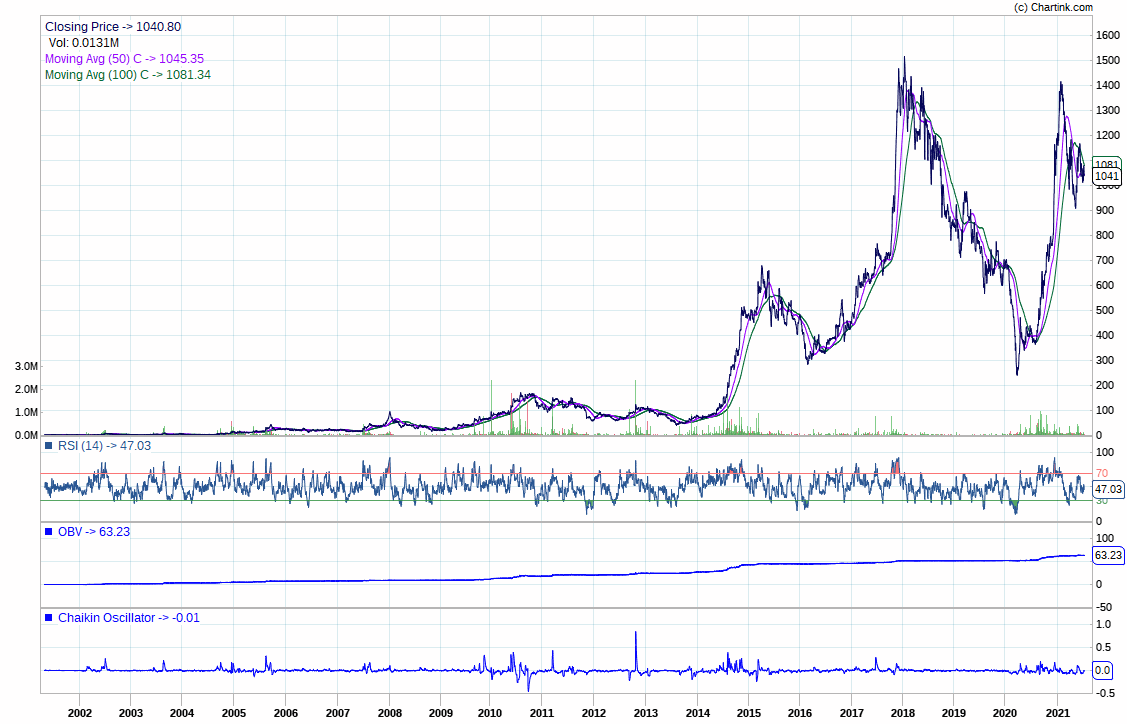 (c) Chartink.com
Closing Price -> 1040.80
Vol: 0.0131M
Moving Avg (50) C -> 1045.35
Moving Avg (100) C -> 1081.34
1600
1500
1400
1300
1200
1081
1041
1000
900
800
700
600
500
400
300
200
100
0
3.0M
2.0M
1.0M
0.0M
RSI (14) -> 47.03
100
70
47.03
30
0
OBV -> 63.23
100
63.23
0
-50
Chaikin Oscillator -> -0.01
1.0
0.5
0.0
-0.5
2002 2003 2004 2005 2006 2007 2008 2009 2010 2011 2012 2013 2014 2015 2016 2017 2018 2019 2020 2021